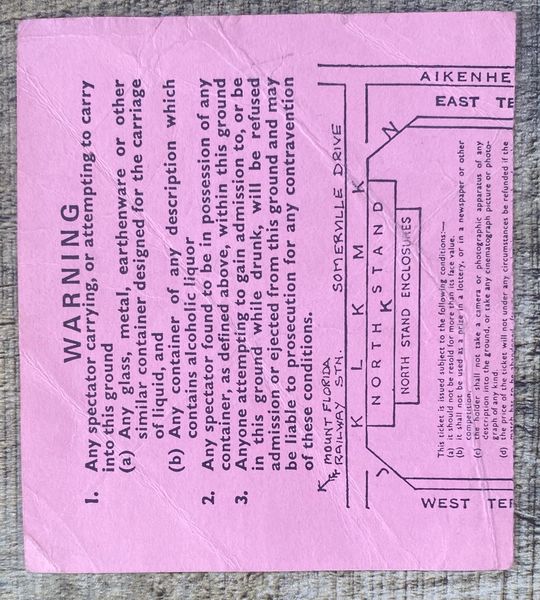 WARNING
1. Any spectator carrying, or attempting to carry
into this ground
(a) Any glass, metal, earthenware or other
similar container designed for the carriage
of liquid, and
(b) Any container of any description which
contains alcoholic liquor
2. Any spectator found to be in possession of any
container, as defined above, within this ground
3. Anyone attempting to gain admission to, or be
in this ground while drunk, will be refused
admission or ejected from this ground and may
be liable to prosecution for any contravention
of these conditions.
MOUNT FLORIDA
RAILWAY STN.
SOMERVILLE DRIVE
K L K M K
NORTH STAND
K
NORTH STAND ENCLOSURES
N
J
AIKENHE
EAST TE
WEST TER
This ticket is issued subject to the following conditions:—
(a) it should not be resold for more than its face value.
(b) it shall not be used as a prize in a lottery, or in a newspaper or other
competition.
(c) the holder shall not take a camera or photographic apparatus of any
description into the ground, or take any cinematograph picture or photo-
graph of any kind.
(d) the price of the ticket will not under any circumstances be refunded if the